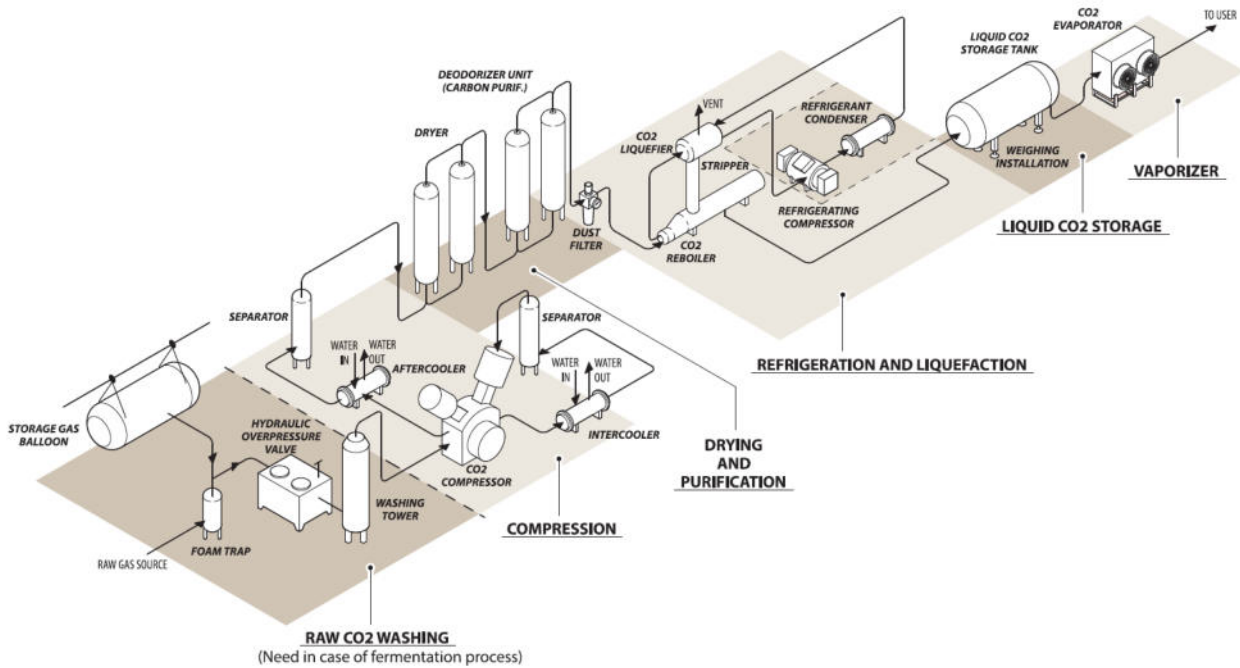 TO USER
CO2
EVAPORATOR
LIQUID CO2
STORAGE TANK
DEODORIZER UNIT
(CARBON PURIF.)
VENT
REFRIGERANT
CONDENSER
DRYER
CO2
LIQUEFIER
STRIPPER
WEIGHING
INSTALLATION
VAPORIZER
REFRIGERATING
COMPRESSOR
DUST
FILTER
CO2
REBOILER
LIQUID CO2 STORAGE
SEPARATOR
SEPARATOR
WATER
IN
WATER
OUT
AFTERCOOLER
WATER
IN
WATER
OUT
REFRIGERATION AND LIQUEFACTION
STORAGE GAS
BALLOON
HYDRAULIC
OVERPRESSURE
VALVE
INTERCOOLER
CO2
COMPRESSOR
DRYING
AND
PURIFICATION
WASHING
TOWER
COMPRESSION
FOAM TRAP
RAW GAS SOURCE
RAW CO2 WASHING
(Need in case of fermentation process)